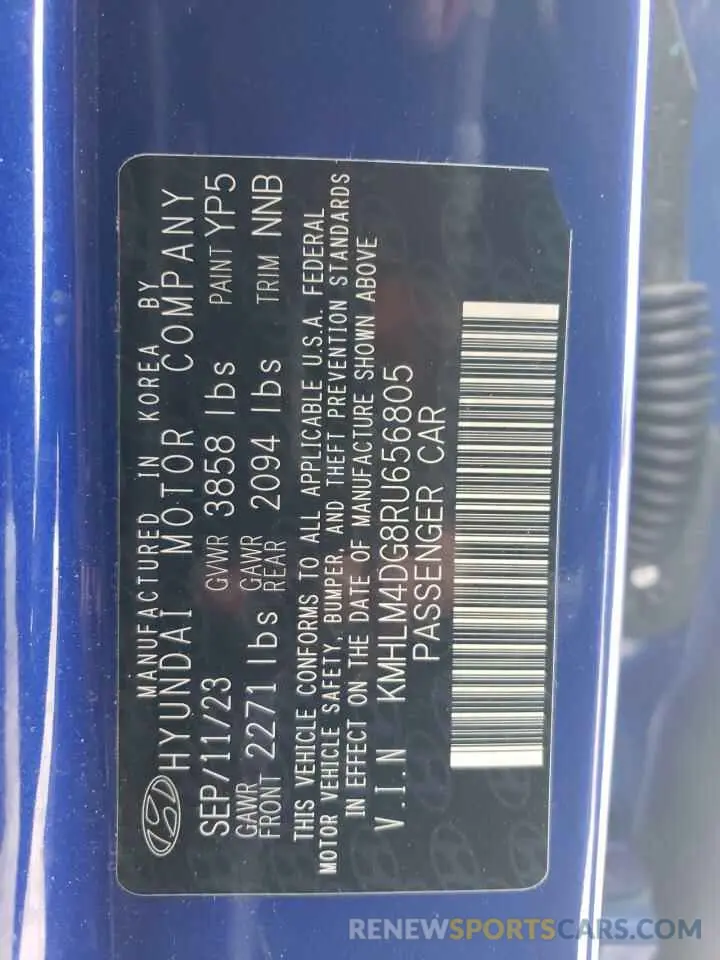 MANUFACTURED IN KOREA BY
HYUNDAI MOTOR COMPANY
SEP/11/23 GVWR 3858 lbs PAINT YP5
GAWR FRONT 2271 lbs GAWR REAR 2094 lbs TRIM NNB
THIS VEHICLE CONFORMS TO ALL APPLICABLE U.S.A. FEDERAL
MOTOR VEHICLE SAFETY, BUMPER, AND THEFT PREVENTION STANDARDS
IN EFFECT ON THE DATE OF MANUFACTURE SHOWN ABOVE
V.I.N KMHLM4DG8RU656805
PASSENGER CAR
RENEWSPORTSCARS.COM